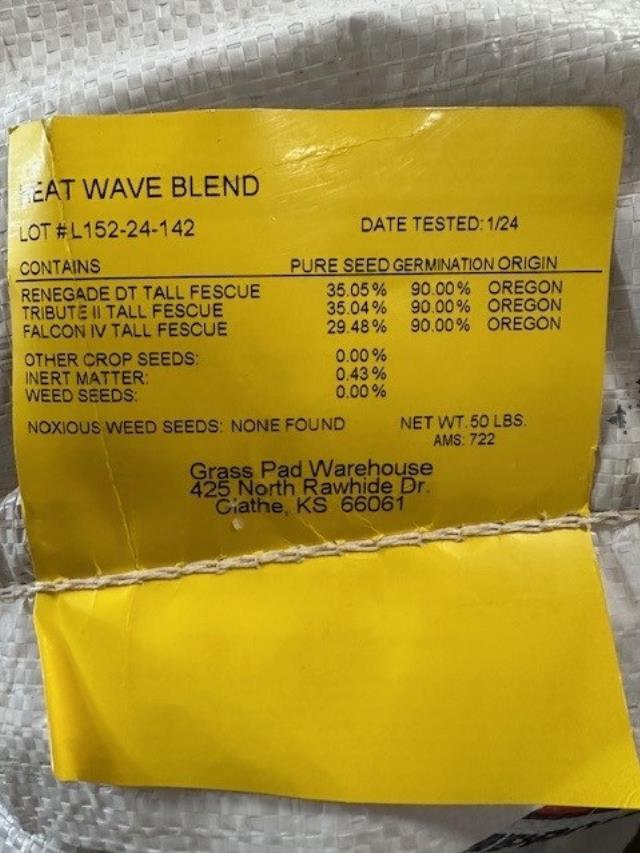 HEAT WAVE BLEND
LOT # L152-24-142 DATE TESTED: 1/24
CONTAINS PURE SEED GERMINATION ORIGIN
RENEGADE DT TALL FESCUE 35.05% 90.00% OREGON
TRIBUTE II TALL FESCUE 35.04% 90.00% OREGON
FALCON IV TALL FESCUE 29.48% 90.00% OREGON
OTHER CROP SEEDS: 0.00%
INERT MATTER: 0.43%
WEED SEEDS: 0.00%
NOXIOUS WEED SEEDS: NONE FOUND NET WT. 50 LBS.
AMS: 722
Grass Pad Warehouse
425 North Rawhide Dr.
Olathe, KS 66061